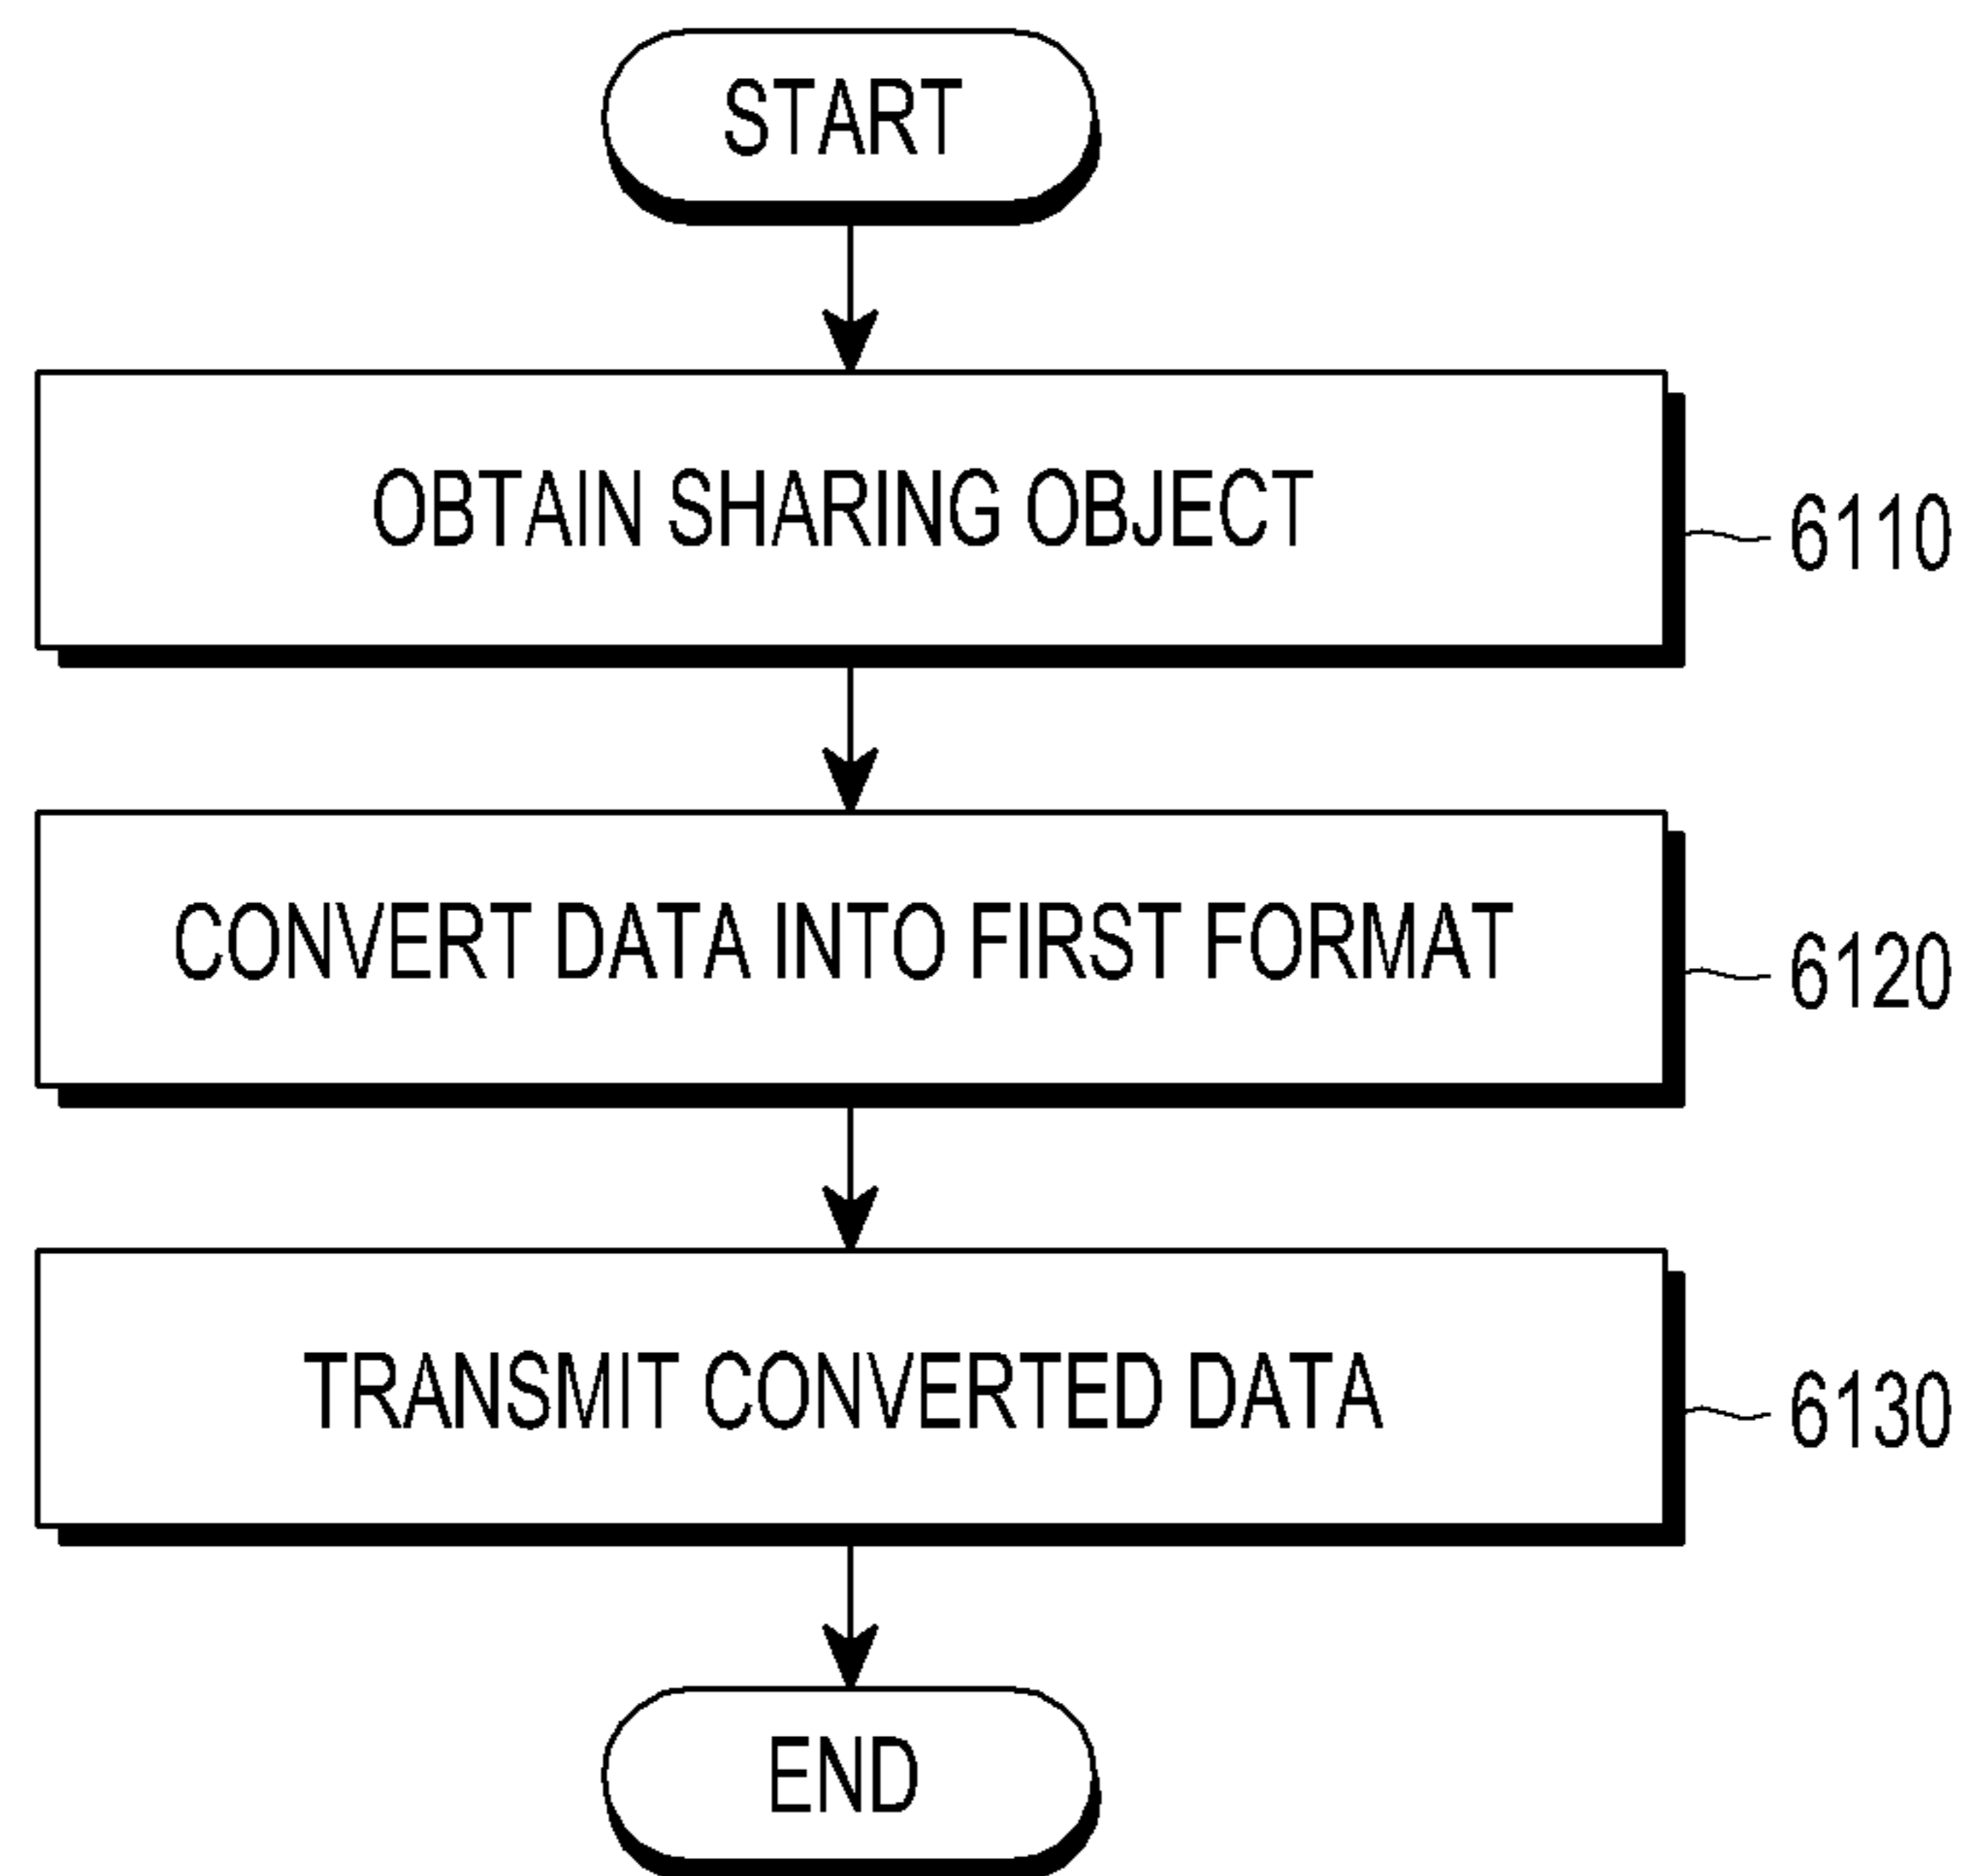 START
OBTAIN SHARING OBJECT
6110
CONVERT DATA INTO FIRST FORMAT
6120
TRANSMIT CONVERTED DATA
6130
END